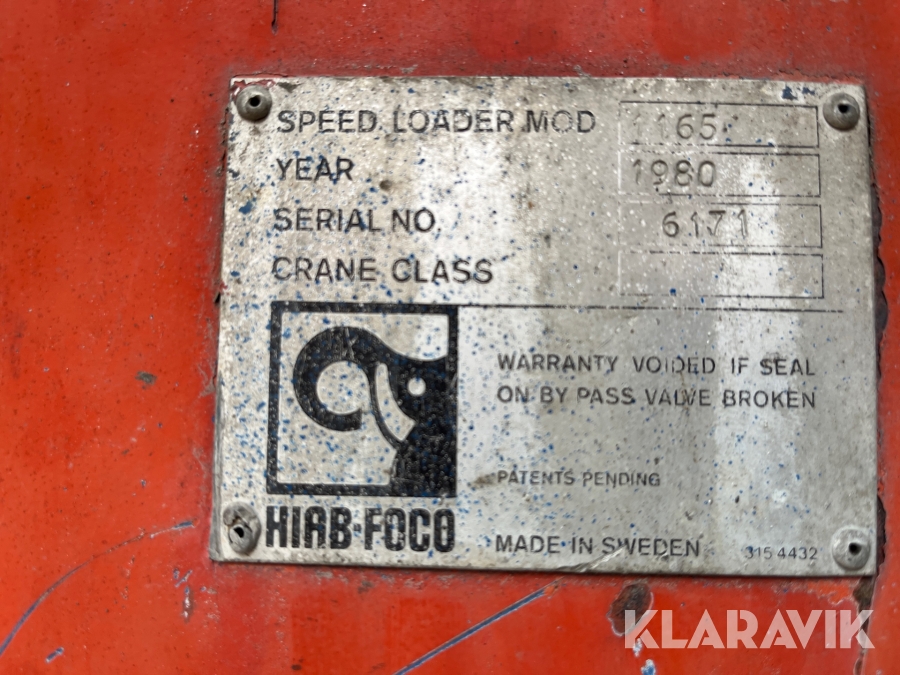 KLARAVIK
SPEED LOADER MOD 1165
YEAR 1980
SERIAL NO. 6171
CRANE CLASS
WARRANTY VOIDED IF SEAL
ON BY PASS VALVE BROKEN
PATENTS PENDING
HIAB-FOCO
MADE IN SWEDEN
315 4432
KLARAVIK